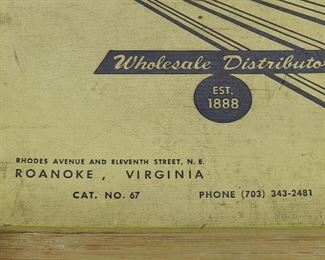 Wholesale Distributo
EST.
1888
RHODES AVENUE AND ELEVENTH STREET, N. E.
ROANOKE, VIRGINIA
CAT. NO. 67 PHONE (703) 343-2481